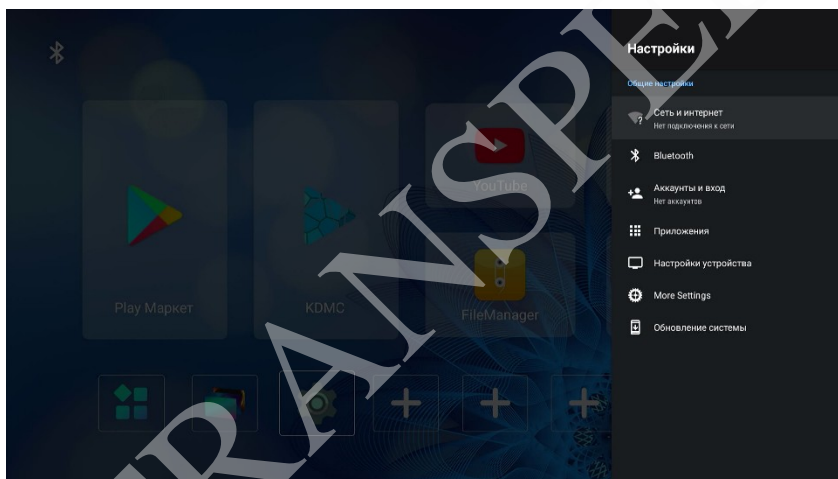 Настройки
Общие настройки
Сеть и интернет
Нет подключения к сети
Bluetooth
Аккаунты и вход
Нет аккаунтов
Приложения
Настройки устройства
More Settings
Обновление системы
YouTube
Play Маркет
KDMC
FileManager
TRANSPE